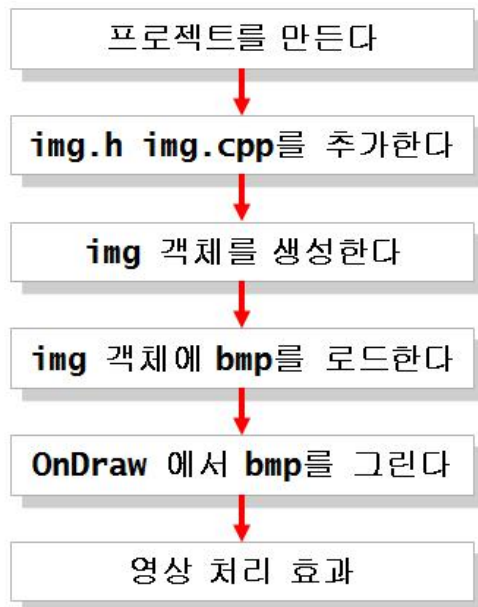 프로젝트를 만든다
img.h img.cpp를 추가한다
img 객체를 생성한다
img 객체에 bmp를 로드한다
OnDraw 에서 bmp를 그린다
영상 처리 효과